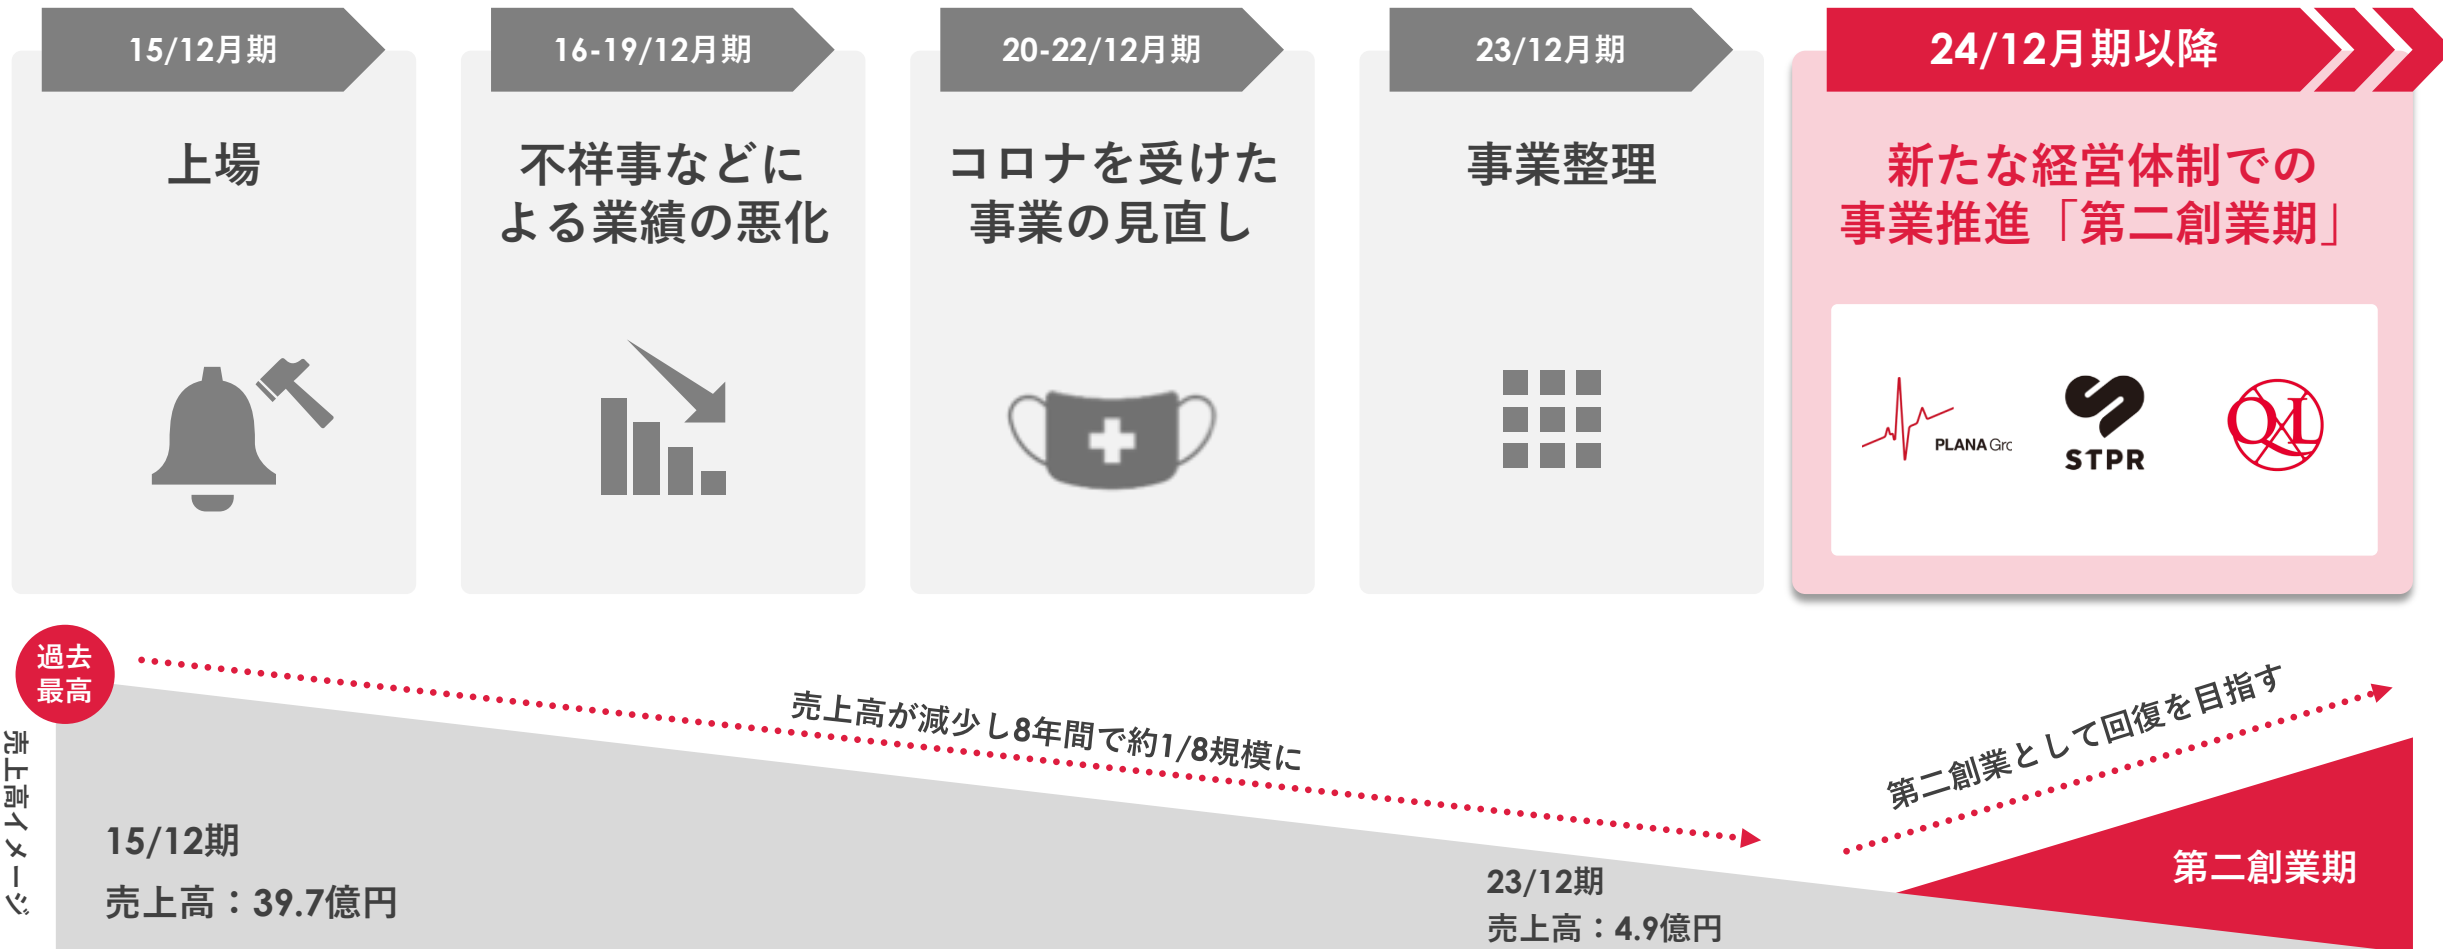 15/12月期
上場
16-19/12月期
不祥事などに
よる業績の悪化
20-22/12月期
コロナを受けた
事業の見直し
23/12月期
事業整理
24/12月期以降
新たな経営体制での
事業推進「第二創業期」
PLANA Grc
STPR
QL
過去
最高
売上高が減少し8年間で約1/8規模に
第二創業として回復を目指す
売上高イメージ
15/12期
売上高：39.7億円
23/12期
売上高：4.9億円
第二創業期